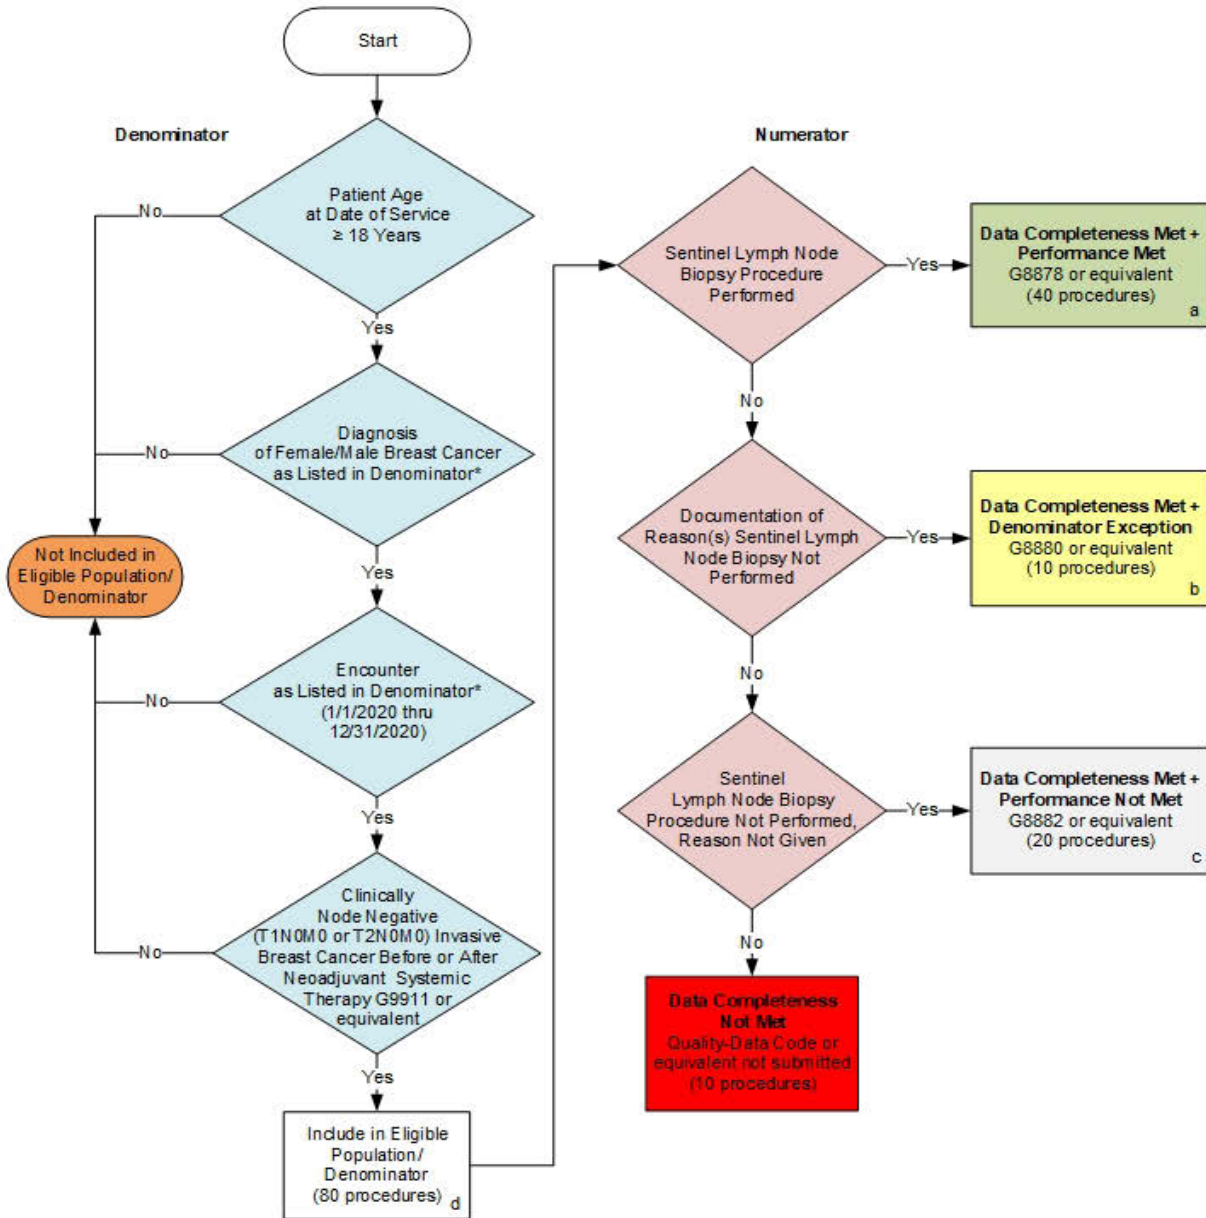 Start
Denominator
Patient Age
at Date of Service
≥ 18 Years
No
Yes
Diagnosis
of Female/Male Breast Cancer
as Listed in Denominator*
No
Yes
Not Included in
Eligible Population/
Denominator
Encounter
as Listed in Denominator*
(1/1/2020 thru
12/31/2020)
No
Yes
Clinically
Node Negative
(T1N0M0 or T2N0M0) Invasive
Breast Cancer Before or After
Neoadjuvant Systemic
Therapy G9911 or
equivalent
No
Yes
Include in Eligible
Population/
Denominator
(80 procedures)
d
Numerator
Sentinel Lymph Node
Biopsy Procedure
Performed
Yes
Data Completeness Met +
Performance Met
G8878 or equivalent
(40 procedures)
a
No
Documentation of
Reason(s) Sentinel Lymph
Node Biopsy Not
Performed
Yes
Data Completeness Met +
Denominator Exception
G8880 or equivalent
(10 procedures)
b
No
Sentinel
Lymph Node Biopsy
Procedure Not Performed,
Reason Not Given
Yes
Data Completeness Met +
Performance Not Met
G8882 or equivalent
(20 procedures)
c
No
Data Completeness
Not Met
Quality-Data Code or
equivalent not submitted
(10 procedures)